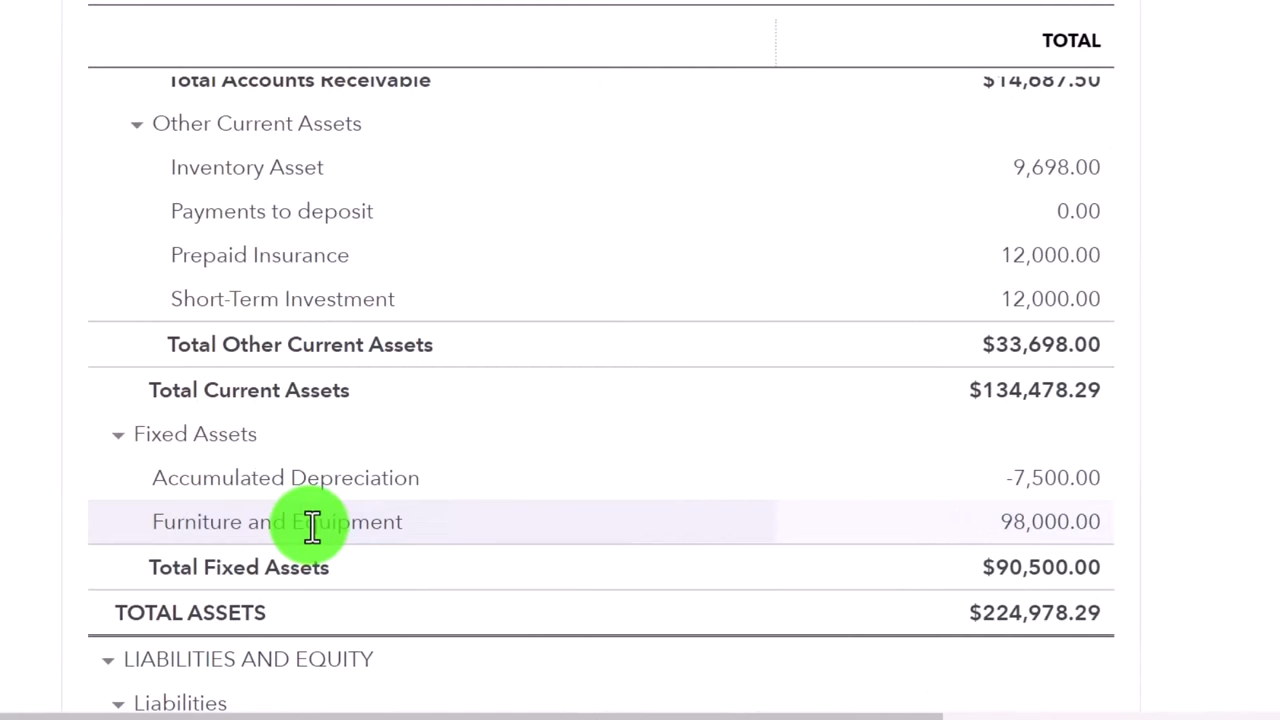 TOTAL
Total Accounts Receivable $14,687.50
Other Current Assets
Inventory Asset 9,698.00
Payments to deposit 0.00
Prepaid Insurance 12,000.00
Short-Term Investment 12,000.00
Total Other Current Assets $33,698.00
Total Current Assets $134,478.29
Fixed Assets
Accumulated Depreciation -7,500.00
Furniture and Equipment 98,000.00
Total Fixed Assets $90,500.00
TOTAL ASSETS $224,978.29
LIABILITIES AND EQUITY
Liabilities